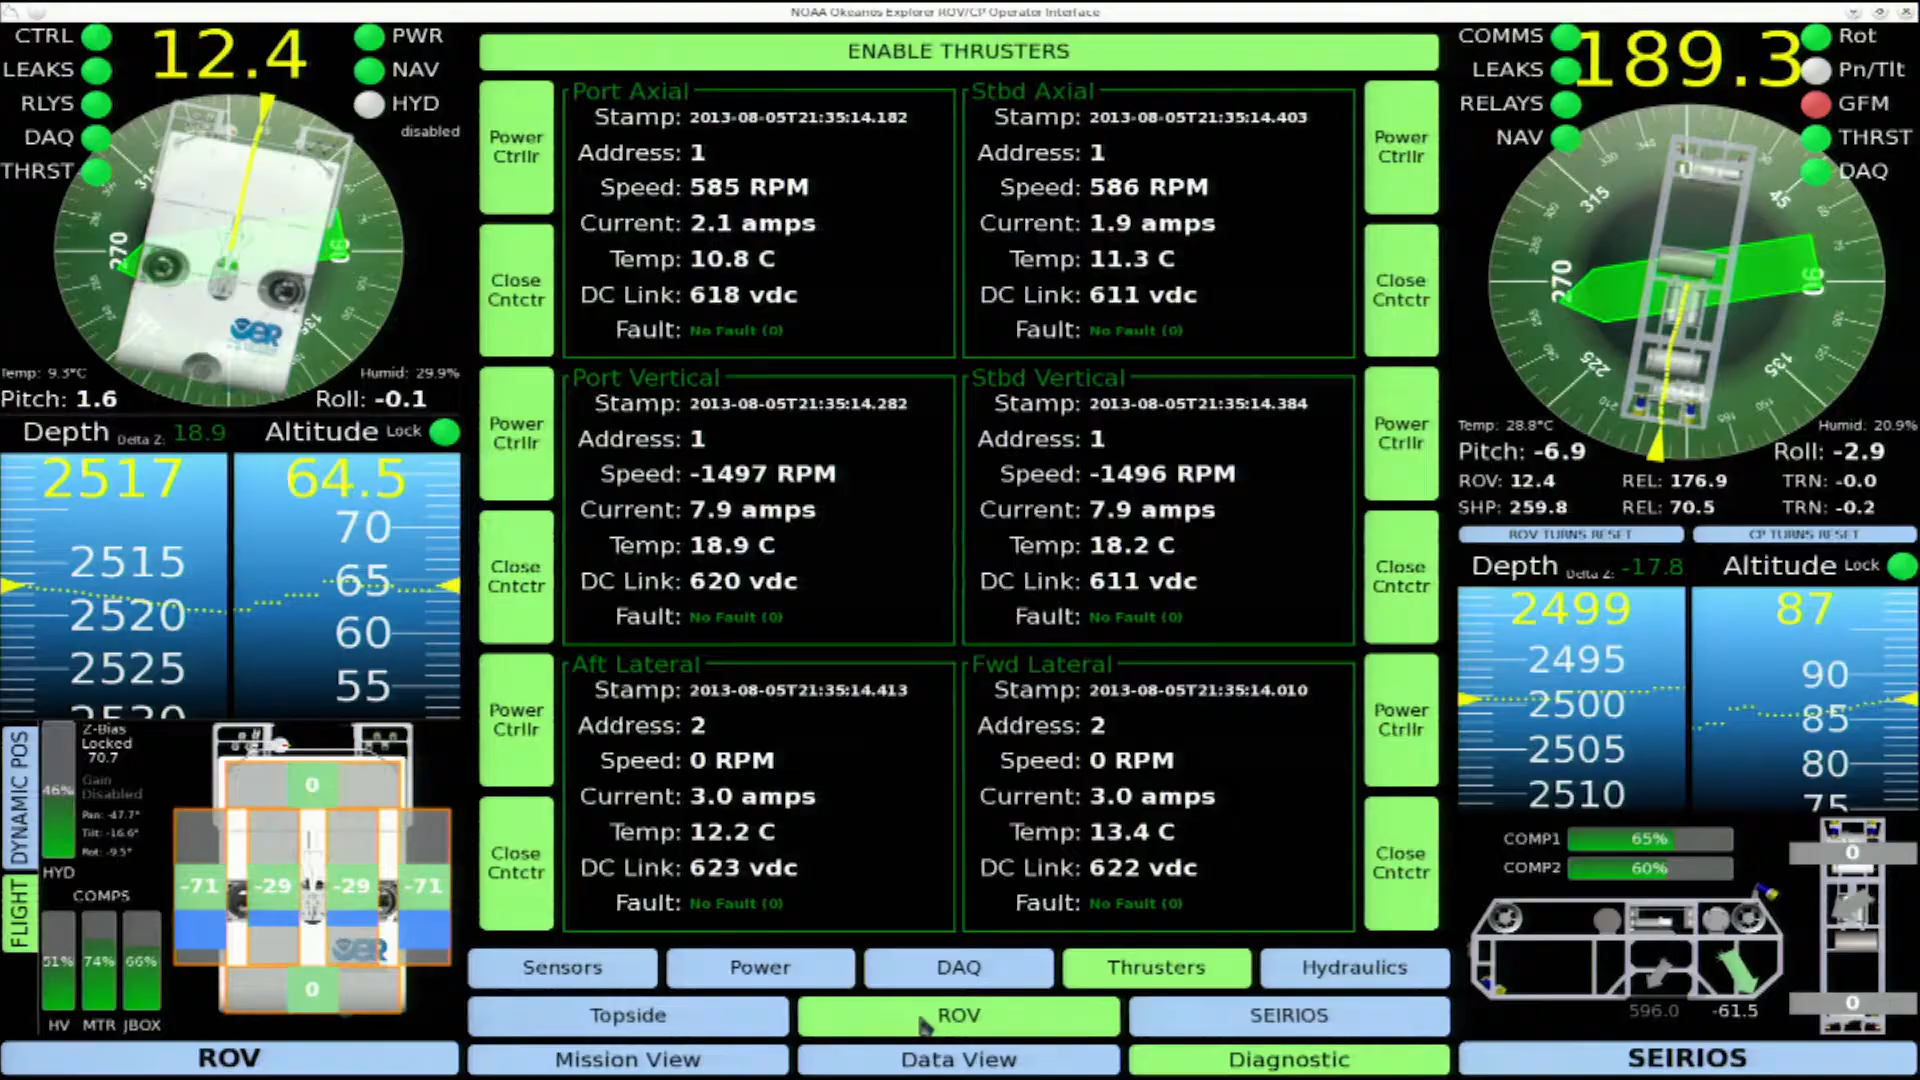 NOAA Okeanos Explorer ROV/CP Operator Interface
CTRL
LEAKS
RLYS
DAQ
THRST
12.4
PWR
NAV
HYD
disabled
270
Temp: 9.3°C
Humid: 29.9%
Pitch: 1.6
Roll: -0.1
Depth Delta Z: 18.9
Altitude Lock
2517
2515
2520
2525
2530
64.5
70
65
60
55
DYNAMIC POS
FLIGHT
Z-Bias
Locked
70.7
Gain
Disabled
Pan: -47.7°
Tilt: -16.6°
Rot: -9.5°
46%
HYD
COMPS
51%
74%
66%
HV
MTR
JBOX
0
-71
-29
-29
-71
0
ROV
ENABLE THRUSTERS
Power Ctrllr
Close Cntctr
Power Ctrllr
Close Cntctr
Power Ctrllr
Close Cntctr
Port Axial
Stamp: 2013-08-05T21:35:14.182
Address: 1
Speed: 585 RPM
Current: 2.1 amps
Temp: 10.8 C
DC Link: 618 vdc
Fault: No Fault (0)
Stbd Axial
Stamp: 2013-08-05T21:35:14.403
Address: 1
Speed: 586 RPM
Current: 1.9 amps
Temp: 11.3 C
DC Link: 611 vdc
Fault: No Fault (0)
Port Vertical
Stamp: 2013-08-05T21:35:14.282
Address: 1
Speed: -1497 RPM
Current: 7.9 amps
Temp: 18.9 C
DC Link: 620 vdc
Fault: No Fault (0)
Stbd Vertical
Stamp: 2013-08-05T21:35:14.384
Address: 1
Speed: -1496 RPM
Current: 7.9 amps
Temp: 18.2 C
DC Link: 611 vdc
Fault: No Fault (0)
Aft Lateral
Stamp: 2013-08-05T21:35:14.413
Address: 2
Speed: 0 RPM
Current: 3.0 amps
Temp: 12.2 C
DC Link: 623 vdc
Fault: No Fault (0)
Fwd Lateral
Stamp: 2013-08-05T21:35:14.010
Address: 2
Speed: 0 RPM
Current: 3.0 amps
Temp: 13.4 C
DC Link: 622 vdc
Fault: No Fault (0)
Power Ctrllr
Close Cntctr
Power Ctrllr
Close Cntctr
Power Ctrllr
Close Cntctr
Sensors
Power
DAQ
Thrusters
Hydraulics
Topside
ROV
SEIRIOS
Mission View
Data View
Diagnostic
COMMS
LEAKS
RELAYS
NAV
189.3
Rot
Pn/Tlt
GFM
THRST
DAQ
315
45
270
225
135
Temp: 28.8°C
Humid: 20.9%
Pitch: -6.9
Roll: -2.9
ROV: 12.4
REL: 176.9
TRN: -0.0
SHP: 259.8
REL: 70.5
TRN: -0.2
ROV TURNS RESET
CP TURNS RESET
Depth Delta Z: -17.8
Altitude Lock
2499
2495
2500
2505
2510
87
90
85
80
75
COMP1 65%
COMP2 60%
596.0
-61.5
0
0
SEIRIOS